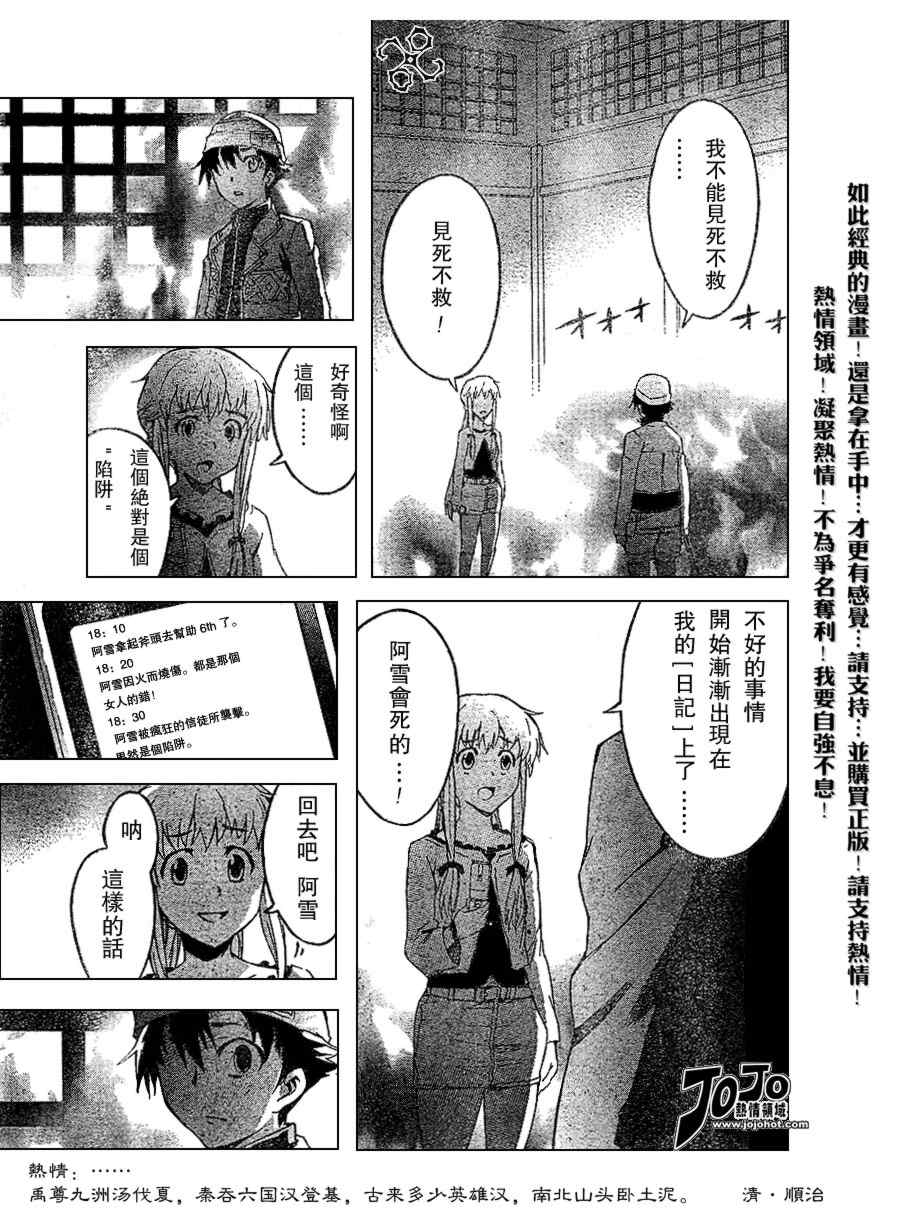 我不能見死不救
……
見死不救！
オオオ
オオ
好奇怪啊
這個……
這個絕對是個
"陷阱"
不好的事情
開始漸漸出現在
我的[日記]上了……
阿雪會死的…！
18：10
阿雪拿起斧頭去幫助 6th 了。
18：20
阿雪因火而燒傷。都是那個
女人的錯！
18：30
阿雪被瘋狂的信徒所襲擊。
果然是個陷阱。
回去吧 阿雪
呐
這樣的話
如此經典的漫畫！還是拿在手中…才更有感覺…請支持…並購買正版！請支持熱情！
熱情領域！凝聚熱情！不為爭名奪利！我要自強不息！
JOJO
熱情領域
www.jojohot.com
熱情：……
禹尊九洲汤伐夏，秦吞六国汉登基，古来多少英雄汉，南北山头卧土泥。 清·順治